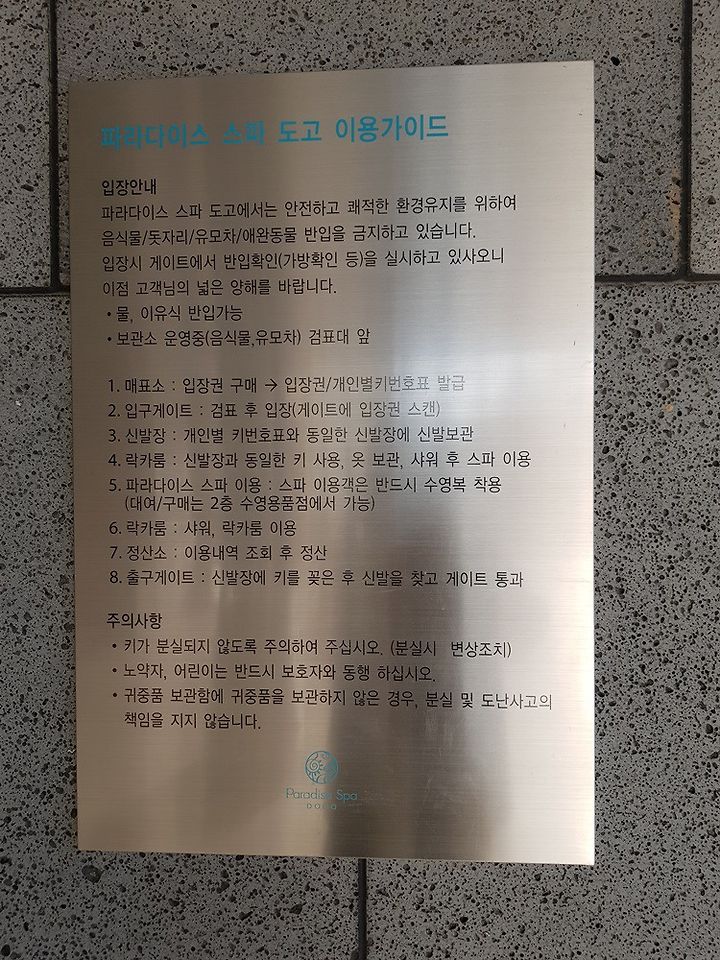 파라다이스 스파 도고 이용가이드
입장안내
파라다이스 스파 도고에서는 안전하고 쾌적한 환경유지를 위하여
음식물/돗자리/유모차/애완동물 반입을 금지하고 있습니다.
입장시 게이트에서 반입확인(가방확인 등)을 실시하고 있사오니
이점 고객님의 넓은 양해를 바랍니다.
• 물, 이유식 반입가능
• 보관소 운영중(음식물,유모차) 검표대 앞
1. 매표소 : 입장권 구매 → 입장권/개인별키번호표 발급
2. 입구게이트 : 검표 후 입장(게이트에 입장권 스캔)
3. 신발장 : 개인별 키번호표와 동일한 신발장에 신발보관
4. 락카룸 : 신발장과 동일한 키 사용, 옷 보관, 샤워 후 스파 이용
5. 파라다이스 스파 이용 : 스파 이용객은 반드시 수영복 착용
(대여/구매는 2층 수영용품점에서 가능)
6. 락카룸 : 샤워, 락카룸 이용
7. 정산소 : 이용내역 조회 후 정산
8. 출구게이트 : 신발장에 키를 꽂은 후 신발을 찾고 게이트 통과
주의사항
• 키가 분실되지 않도록 주의하여 주십시오. (분실시 변상조치)
• 노약자, 어린이는 반드시 보호자와 동행 하십시오.
• 귀중품 보관함에 귀중품을 보관하지 않은 경우, 분실 및 도난사고의
책임을 지지 않습니다.
Paradise Spa
DOGO